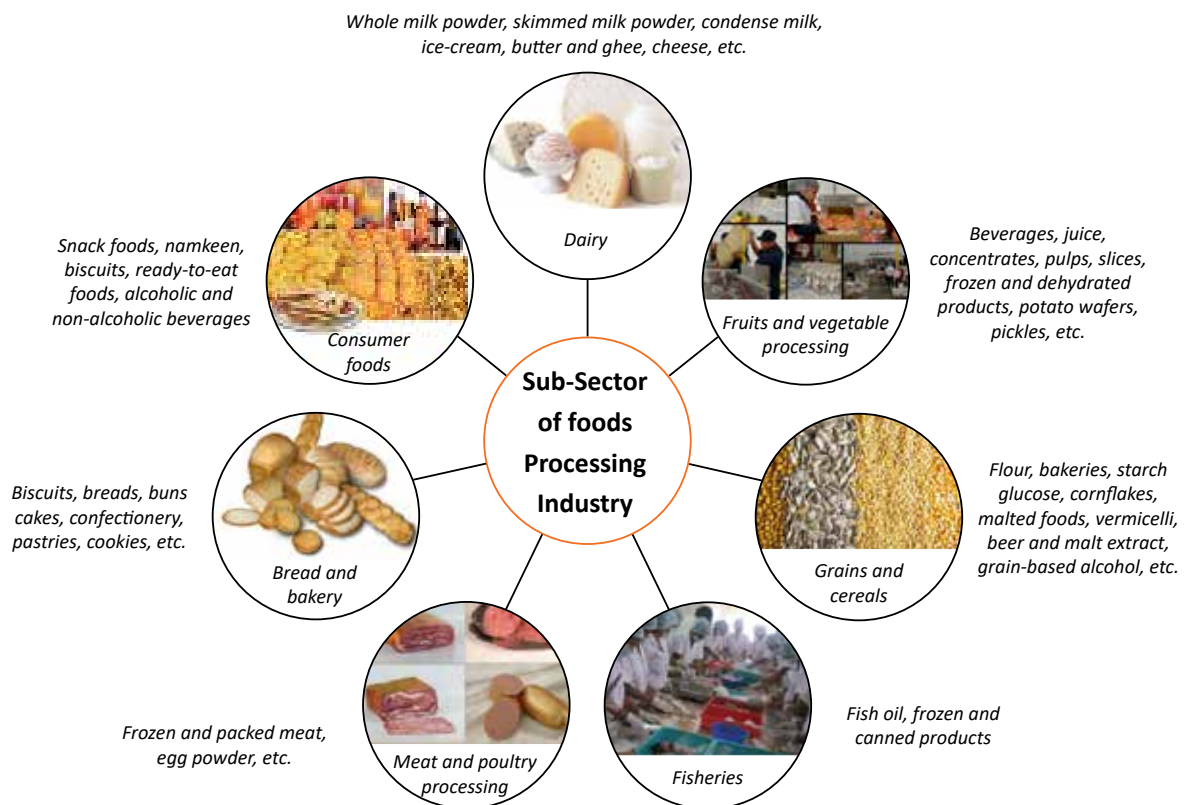 Whole milk powder, skimmed milk powder, condense milk,
ice-cream, butter and ghee, cheese, etc.
Dairy
Snack foods, namkeen,
biscuits, ready-to-eat
foods, alcoholic and
non-alcoholic beverages
Consumer
foods
Fruits and vegetable
processing
Beverages, juice,
concentrates, pulps, slices,
frozen and dehydrated
products, potato wafers,
pickles, etc.
Sub-Sector
of foods
Processing
Industry
Biscuits, breads, buns
cakes, confectionery,
pastries, cookies, etc.
Bread and
bakery
Grains and
cereals
Flour, bakeries, starch
glucose, cornflakes,
malted foods, vermicelli,
beer and malt extract,
grain-based alcohol, etc.
Frozen and packed meat,
egg powder, etc.
Meat and poultry
processing
Fisheries
Fish oil, frozen and
canned products